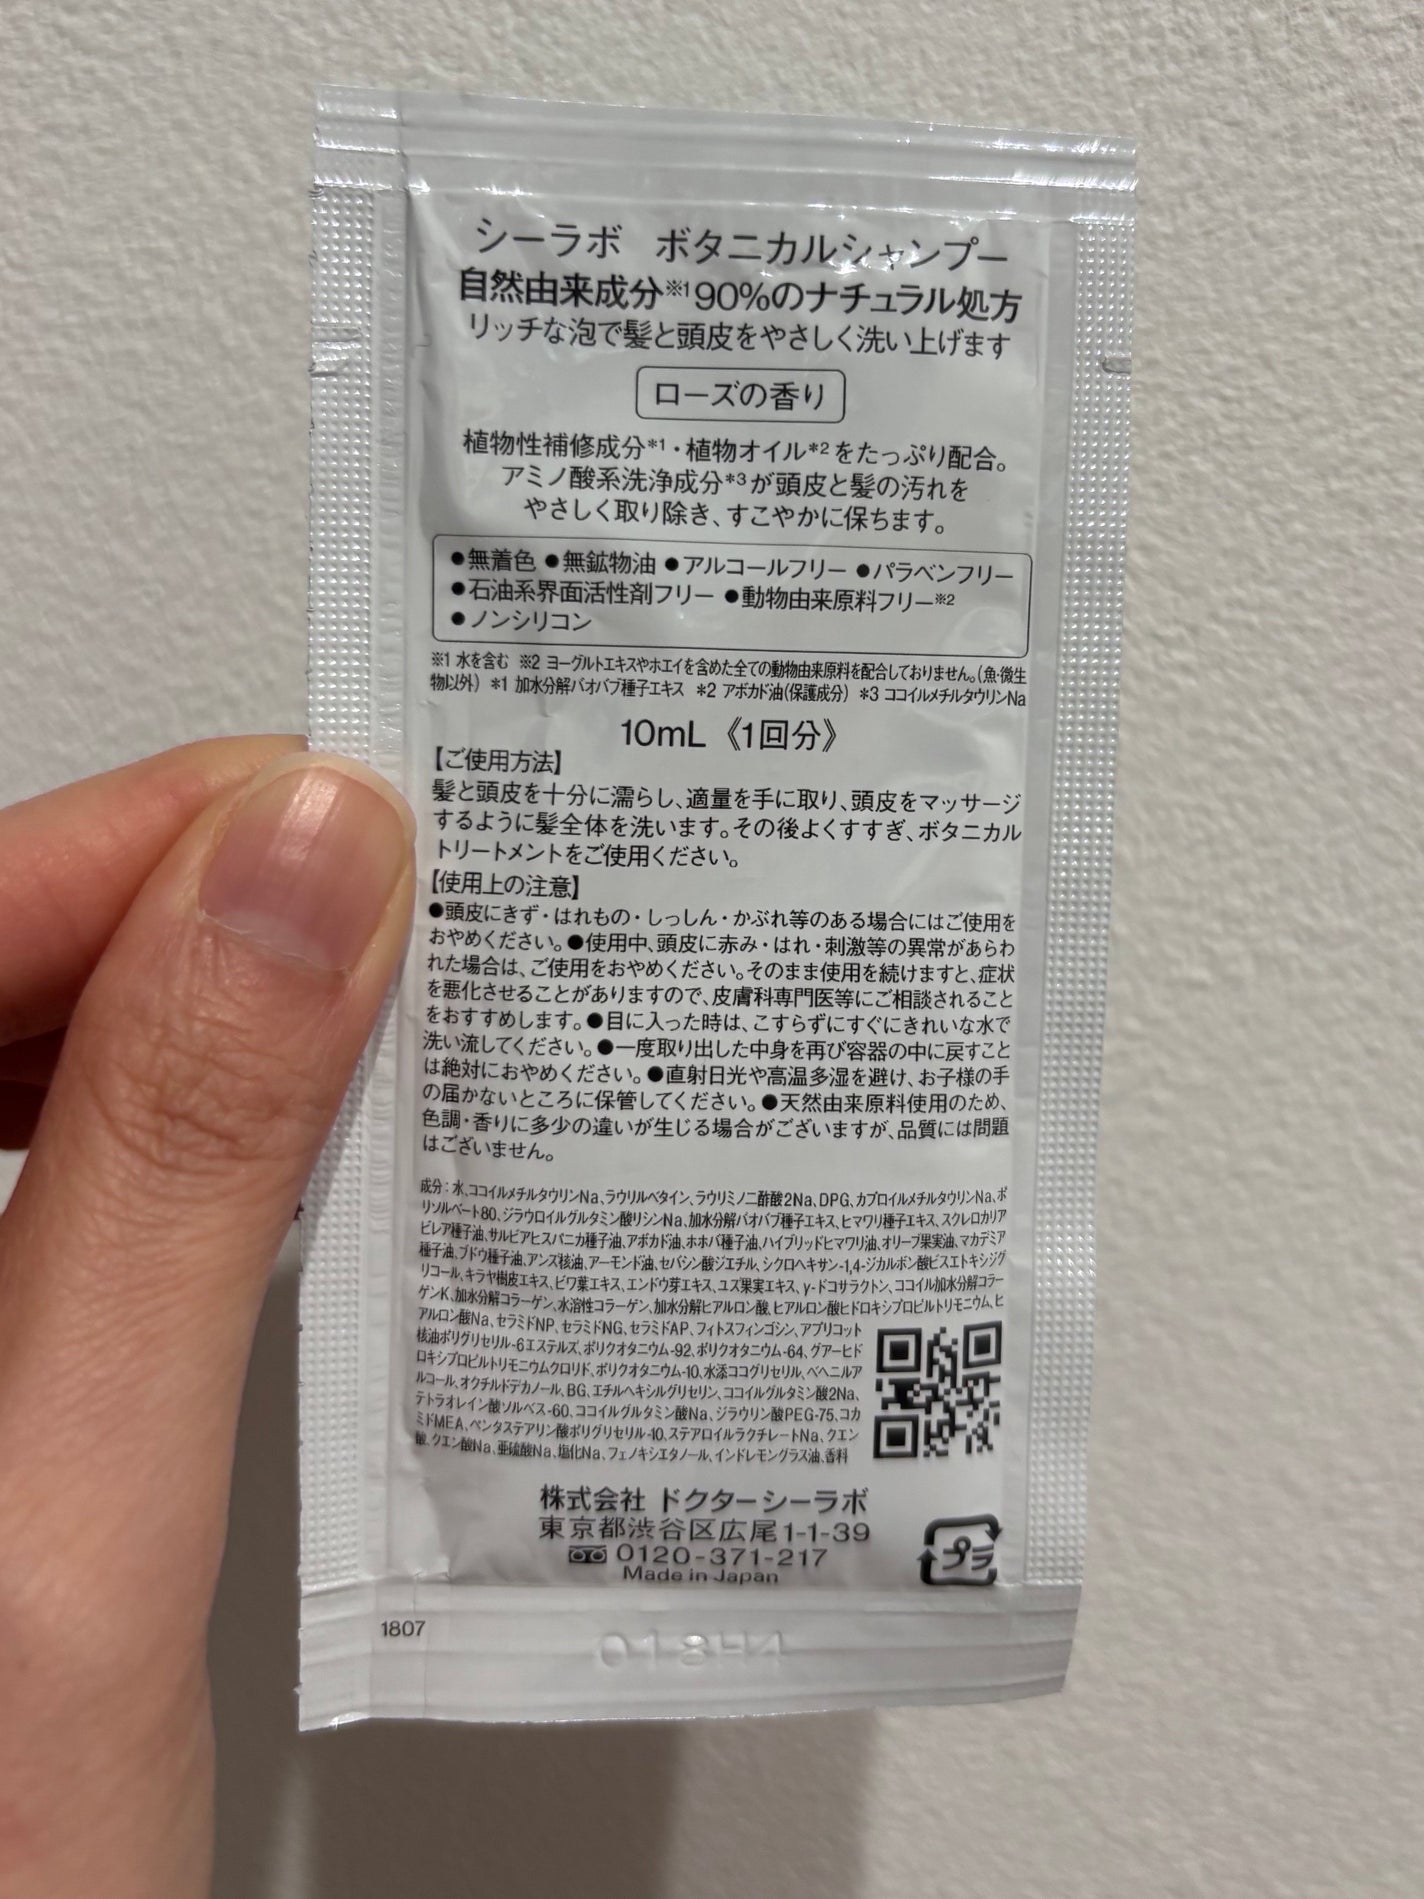 シーラボ　ボタニカルシャンプー
自然由来成分※1 90%のナチュラル処方
リッチな泡で髪と頭皮をやさしく洗い上げます
ローズの香り
植物性補修成分*1・植物オイル*2をたっぷり配合。
アミノ酸系洗浄成分*3が頭皮と髪の汚れを
やさしく取り除き、すこやかに保ちます。
●無着色 ●無鉱物油 ●アルコールフリー ●パラベンフリー
●石油系界面活性剤フリー ●動物由来原料フリー※2
●ノンシリコン
※1 水を含む ※2 ヨーグルトエキスやホエイを含めた全ての動物由来原料を配合しておりません。(魚・微生
物以外) *1 加水分解バオバブ種子エキス *2 アボカド油(保護成分) *3 ココイルメチルタウリンNa
10mL《1回分》
【ご使用方法】
髪と頭皮を十分に濡らし、適量を手に取り、頭皮をマッサージ
するように髪全体を洗います。その後よくすすぎ、ボタニカル
トリートメントをご使用ください。
【使用上の注意】
●頭皮にきず・はれもの・しっしん・かぶれ等のある場合にはご使用を
おやめください。●使用中、頭皮に赤み・はれ・刺激等の異常があらわ
れた場合は、ご使用をおやめください。そのまま使用を続けますと、症状
を悪化させることがありますので、皮膚科専門医等にご相談されること
をおすすめします。●目に入った時は、こすらずにすぐにきれいな水で
洗い流してください。●一度取り出した中身を再び容器の中に戻すこと
は絶対におやめください。●直射日光や高温多湿を避け、お子様の手
の届かないところに保管してください。●天然由来原料使用のため、
色調・香りに多少の違いが生じる場合がございますが、品質には問題
はございません。
成分：水、ココイルメチルタウリンNa、ラウリルベタイン、ラウリミノ二酢酸2Na、DPG、カプロイルメチルタウリンNa、ポ
リソルベート80、ジラウロイルグルタミン酸リシンNa、加水分解バオバブ種子エキス、ヒマワリ種子エキス、スクレロカリア
ビレア種子油、サルビアヒスパニカ種子油、アボカド油、ホホバ種子油、ハイブリッドヒマワリ油、オリーブ果実油、マカデミア
種子油、ブドウ種子油、アンズ核油、アーモンド油、セバシン酸ジエチル、シクロヘキサン-1,4-ジカルボン酸ビスエトキシジグ
リコール、キラヤ樹皮エキス、ビワ葉エキス、エンドウ芽エキス、ユズ果実エキス、γ-ドコサラクトン、ココイル加水分解コラー
ゲンK、加水分解コラーゲン、水溶性コラーゲン、加水分解ヒアルロン酸、ヒアルロン酸ヒドロキシプロピルトリモニウム、ヒ
アルロン酸Na、セラミドNP、セラミドNG、セラミドAP、フィトスフィンゴシン、アプリコット
核油ポリグリセリル-6エステルズ、ポリクオタニウム-92、ポリクオタニウム-64、グアーヒド
ロキシプロピルトリモニウムクロリド、ポリクオタニウム-10、水添ココグリセリル、ベヘニルア
ルコール、オクチルドデカノール、BG、エチルヘキシルグリセリン、ココイルグルタミン酸2Na、
テトラオレイン酸ソルベス-60、ココイルグルタミン酸Na、ジラウリン酸PEG-75、コカ
ミドMEA、ペンタステアリン酸ポリグリセリル-10、ステアロイルラクチレートNa、クエン
酸、クエン酸Na、亜硫酸Na、塩化Na、フェノキシエタノール、インドレモングラス油、香料
株式会社 ドクターシーラボ
東京都渋谷区広尾1-1-39
0120-371-217
Made in Japan
プラ
1807
018H4